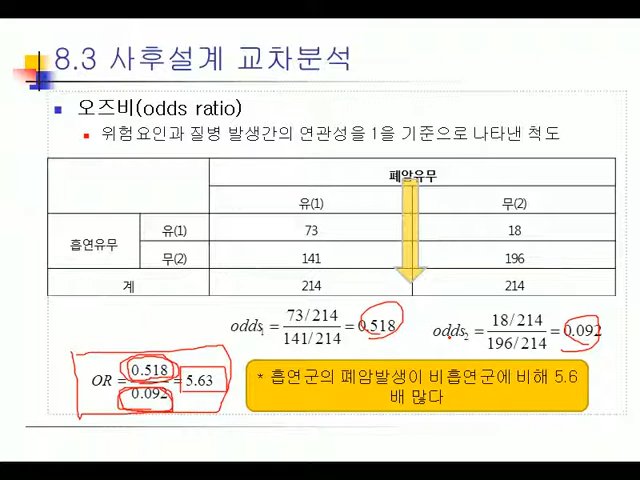 8.3 사후설계 교차분석
오즈비(odds ratio)
위험요인과 질병 발생간의 연관성을 1을 기준으로 나타낸 척도
폐암유무
유(1) 무(2)
흡연유무 유(1) 73 18
무(2) 141 196
계 214 214
odds₁ = 73/214 / 141/214 = 0.518
odds₂ = 18/214 / 196/214 = 0.092
OR = 0.518 / 0.092 = 5.63
* 흡연군의 폐암발생이 비흡연군에 비해 5.6
배 많다